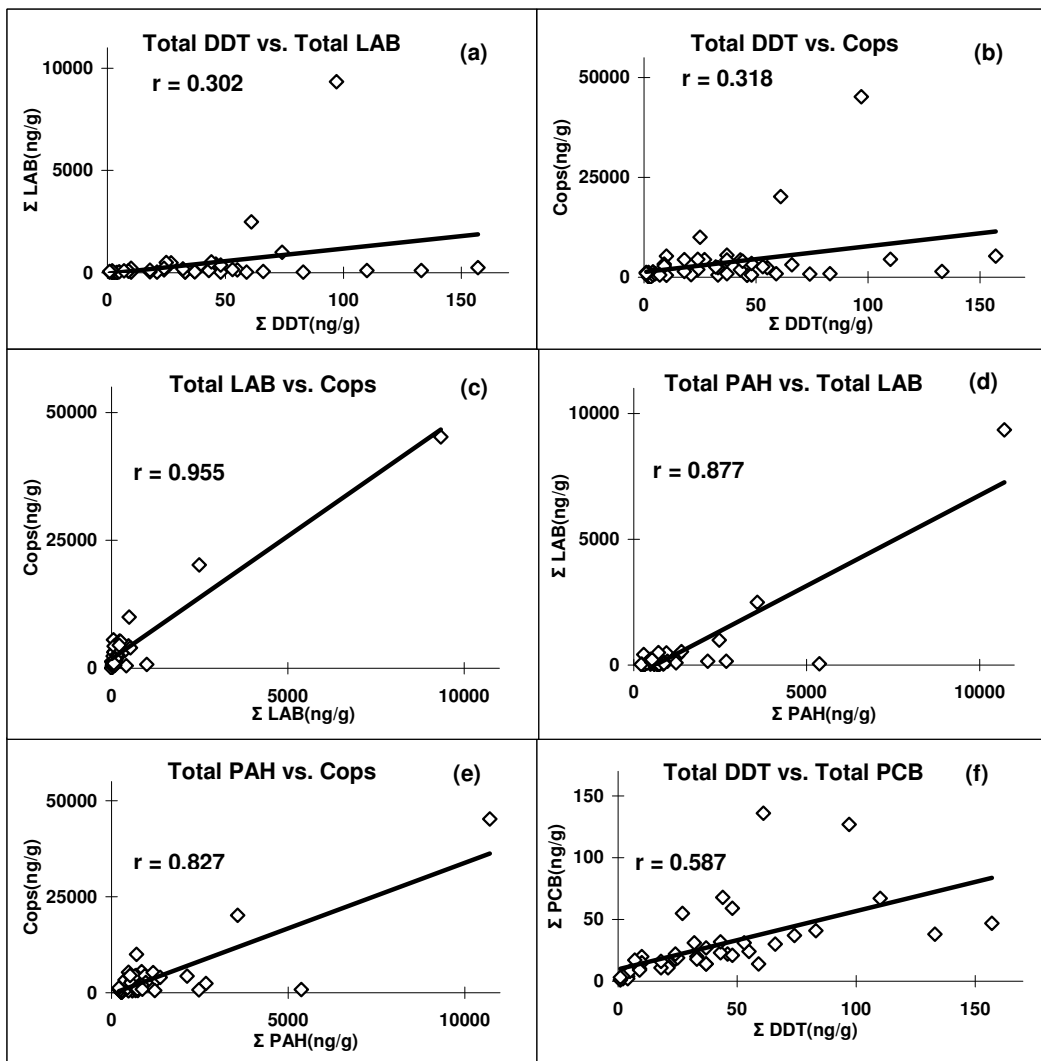 Total DDT vs. Total LAB
(a)
r = 0.302
10000
5000
0
Σ LAB(ng/g)
0
50
100
150
Σ DDT(ng/g)
Total DDT vs. Cops
(b)
r = 0.318
50000
25000
0
Cops(ng/g)
0
50
100
150
Σ DDT(ng/g)
Total LAB vs. Cops
(c)
r = 0.955
50000
25000
0
Cops(ng/g)
0
5000
10000
Σ LAB(ng/g)
Total PAH vs. Total LAB
(d)
r = 0.877
10000
5000
0
Σ LAB(ng/g)
0
5000
10000
Σ PAH(ng/g)
Total PAH vs. Cops
(e)
r = 0.827
50000
25000
0
Cops(ng/g)
0
5000
10000
Σ PAH(ng/g)
Total DDT vs. Total PCB
(f)
r = 0.587
150
100
50
0
Σ PCB(ng/g)
0
50
100
150
Σ DDT(ng/g)